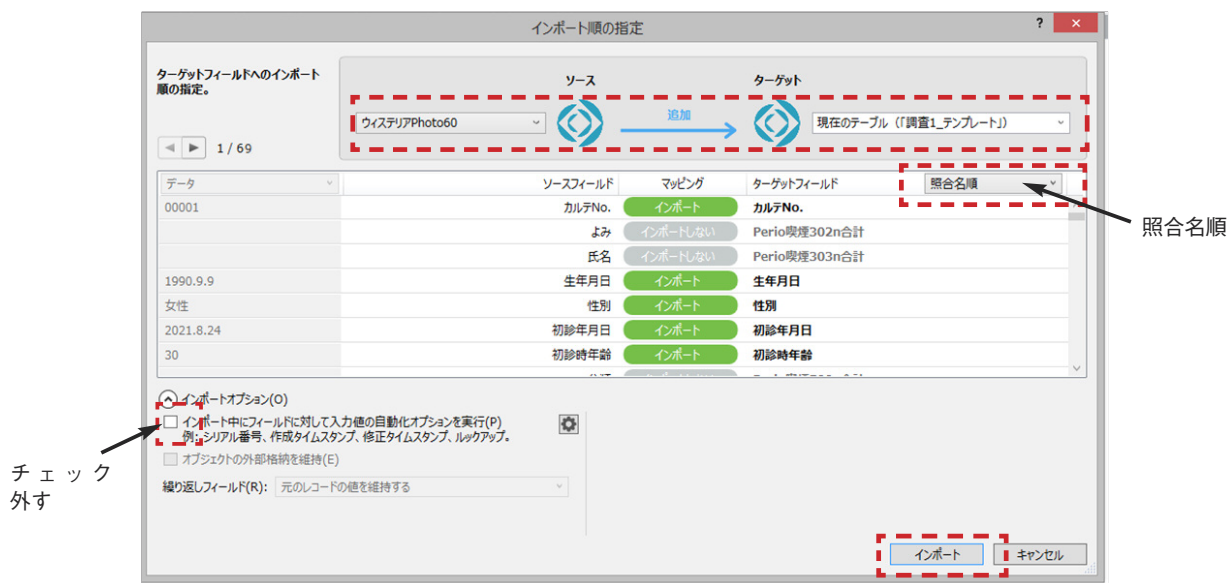 インポート順の指定
?
×
ターゲットフィールドへのインポート
順の指定。
ソース
ターゲット
ウィステリアPhoto60
追加
現在のテーブル（「調査1_テンプレート」）
1 / 69
データ
ソースフィールド
マッピング
ターゲットフィールド
照合名順
照合名順
00001
カルテNo.
インポート
カルテNo.
よみ
インポートしない
Perio喫煙302n合計
氏名
インポートしない
Perio喫煙303n合計
1990.9.9
生年月日
インポート
生年月日
女性
性別
インポート
性別
2021.8.24
初診年月日
インポート
初診年月日
30
初診時年齢
インポート
初診時年齢
インポートオプション(O)
インポート中にフィールドに対して入力値の自動化オプションを実行(P)
例: シリアル番号、作成タイムスタンプ、修正タイムスタンプ、ルックアップ。
オブジェクトの外部格納を維持(E)
チェック
外す
繰り返しフィールド(R):
元のレコードの値を維持する
インポート
キャンセル